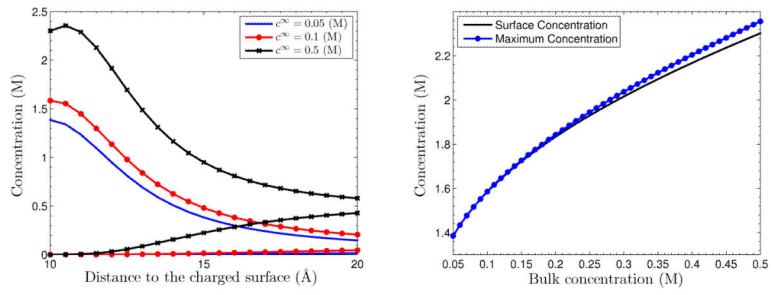 2.5
2
1.5
1
0.5
0
10
15
20
Concentration (M)
Distance to the charged surface (Å)
c^∞ = 0.05 (M)
c^∞ = 0.1 (M)
c^∞ = 0.5 (M)
2.2
2
1.8
1.6
1.4
0.05
0.1
0.15
0.2
0.25
0.3
0.35
0.4
0.45
0.5
Concentration (M)
Bulk concentration (M)
Surface Concentration
Maximum Concentration